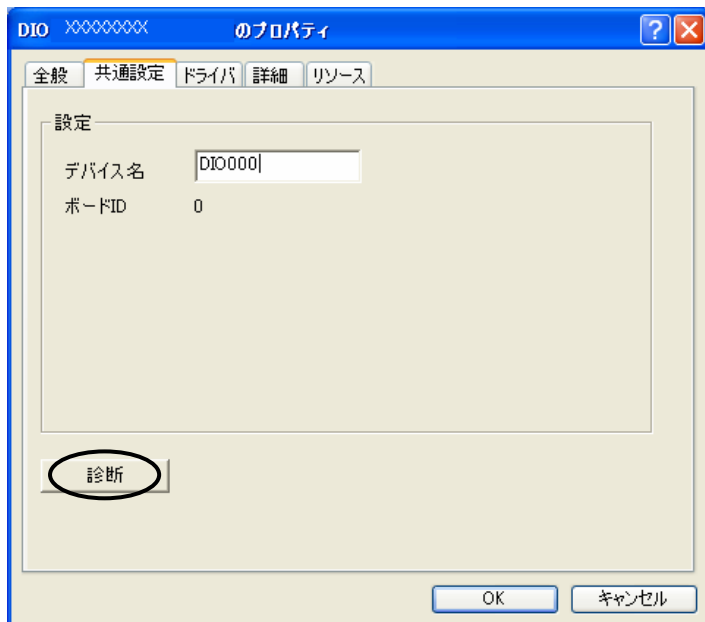 DIO XXXXXXXX のプロパティ
全般 共通設定 ドライバ 詳細 リソース
設定
デバイス名 DIO000
ボードID 0
診断
OK キャンセル